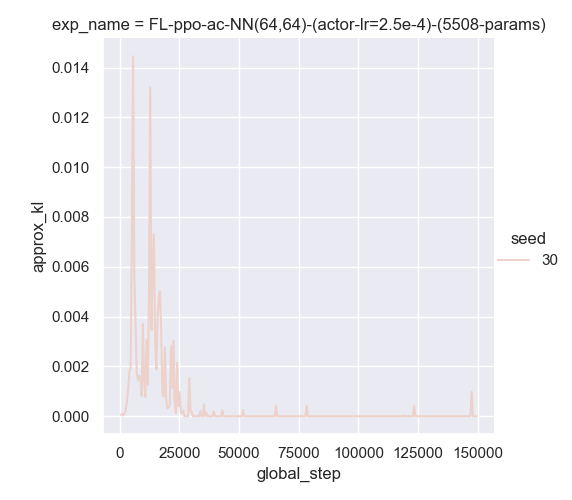 exp_name = FL-ppo-ac-NN(64,64)-(actor-lr=2.5e-4)-(5508-params)
0.014
0.012
0.010
0.008
0.006
0.004
0.002
0.000
approx_kl
seed
30
0 25000 50000 75000 100000 125000 150000
global_step